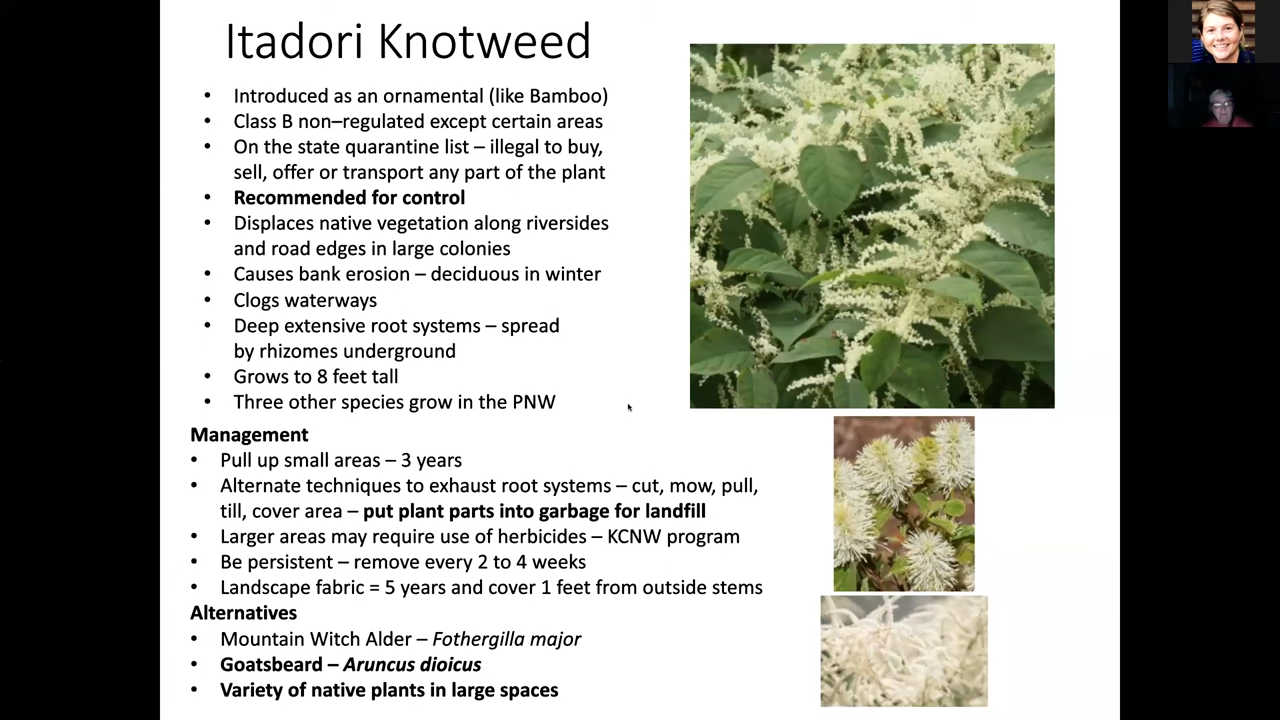 Itadori Knotweed
• Introduced as an ornamental (like Bamboo)
• Class B non–regulated except certain areas
• On the state quarantine list – illegal to buy,
sell, offer or transport any part of the plant
• Recommended for control
• Displaces native vegetation along riversides
and road edges in large colonies
• Causes bank erosion – deciduous in winter
• Clogs waterways
• Deep extensive root systems – spread
by rhizomes underground
• Grows to 8 feet tall
• Three other species grow in the PNW
Management
• Pull up small areas – 3 years
• Alternate techniques to exhaust root systems – cut, mow, pull,
till, cover area – put plant parts into garbage for landfill
• Larger areas may require use of herbicides – KCNW program
• Be persistent – remove every 2 to 4 weeks
• Landscape fabric = 5 years and cover 1 feet from outside stems
Alternatives
• Mountain Witch Alder – Fothergilla major
• Goatsbeard – Aruncus dioicus
• Variety of native plants in large spaces